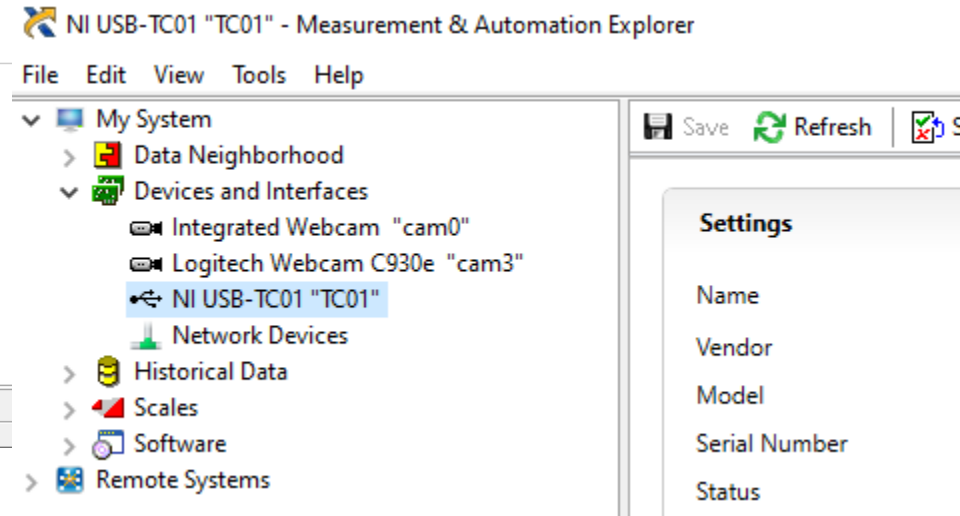 NI USB-TC01 "TC01" - Measurement & Automation Explorer
File Edit View Tools Help
My System
Data Neighborhood
Devices and Interfaces
Integrated Webcam "cam0"
Logitech Webcam C930e "cam3"
NI USB-TC01 "TC01"
Network Devices
Historical Data
Scales
Software
Remote Systems
Save Refresh S
Settings
Name
Vendor
Model
Serial Number
Status